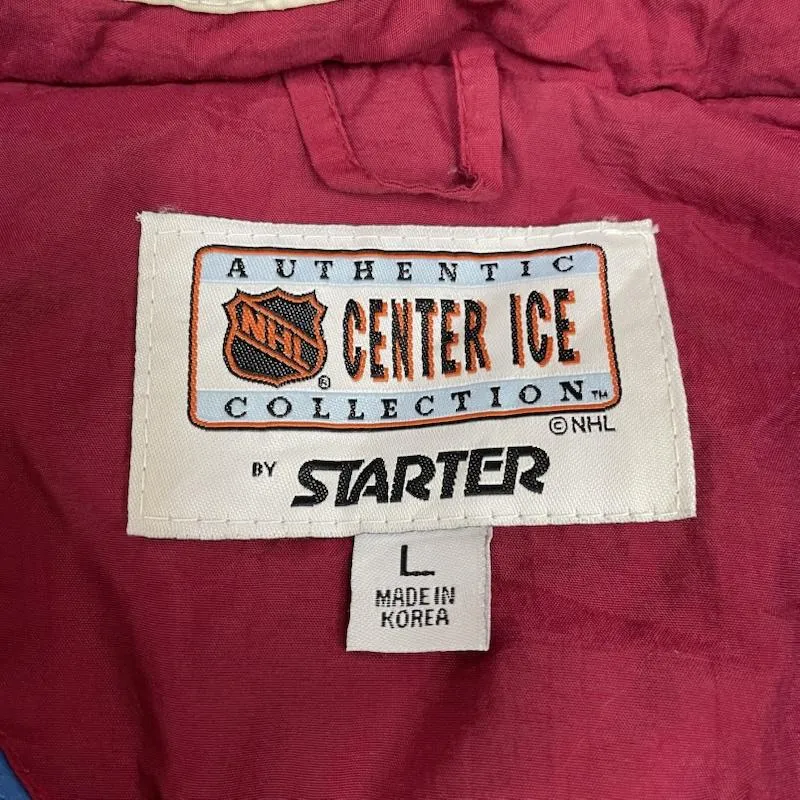 AUTHENTIC
NHL ®
CENTER ICE
COLLECTION™
©NHL
BY STARTER
L
MADE IN
KOREA